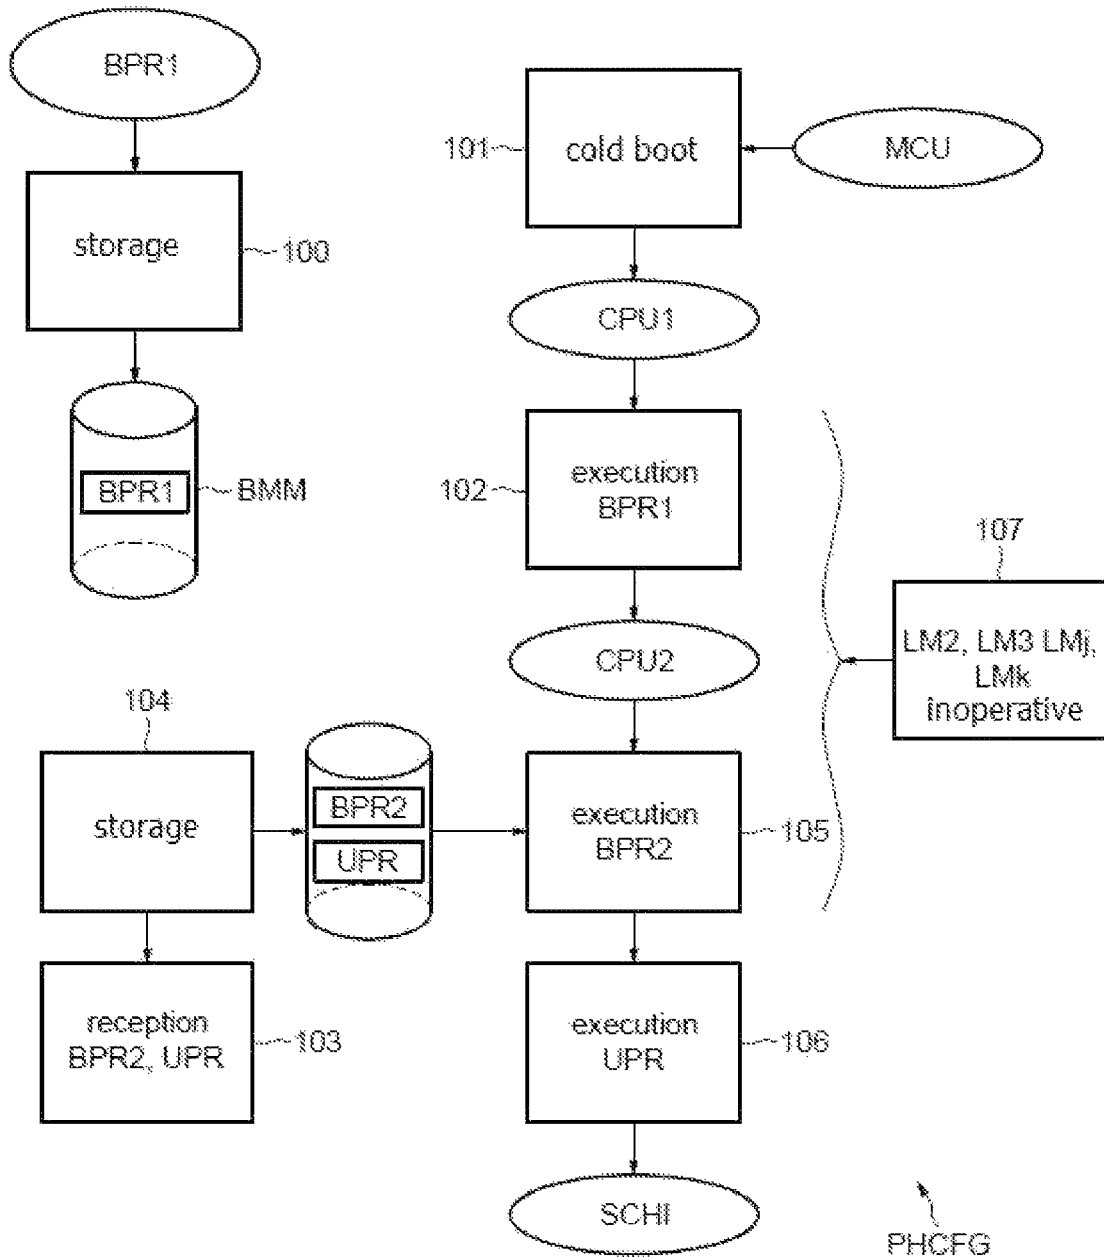 BPR1
storage
100
BPR1
BMM
101
cold boot
MCU
CPU1
102
execution
BPR1
CPU2
107
LM2, LM3 LMj,
LMk
inoperative
104
storage
BPR2
UPR
execution
BPR2
105
reception
BPR2, UPR
103
execution
UPR
106
SCHI
PHCFG